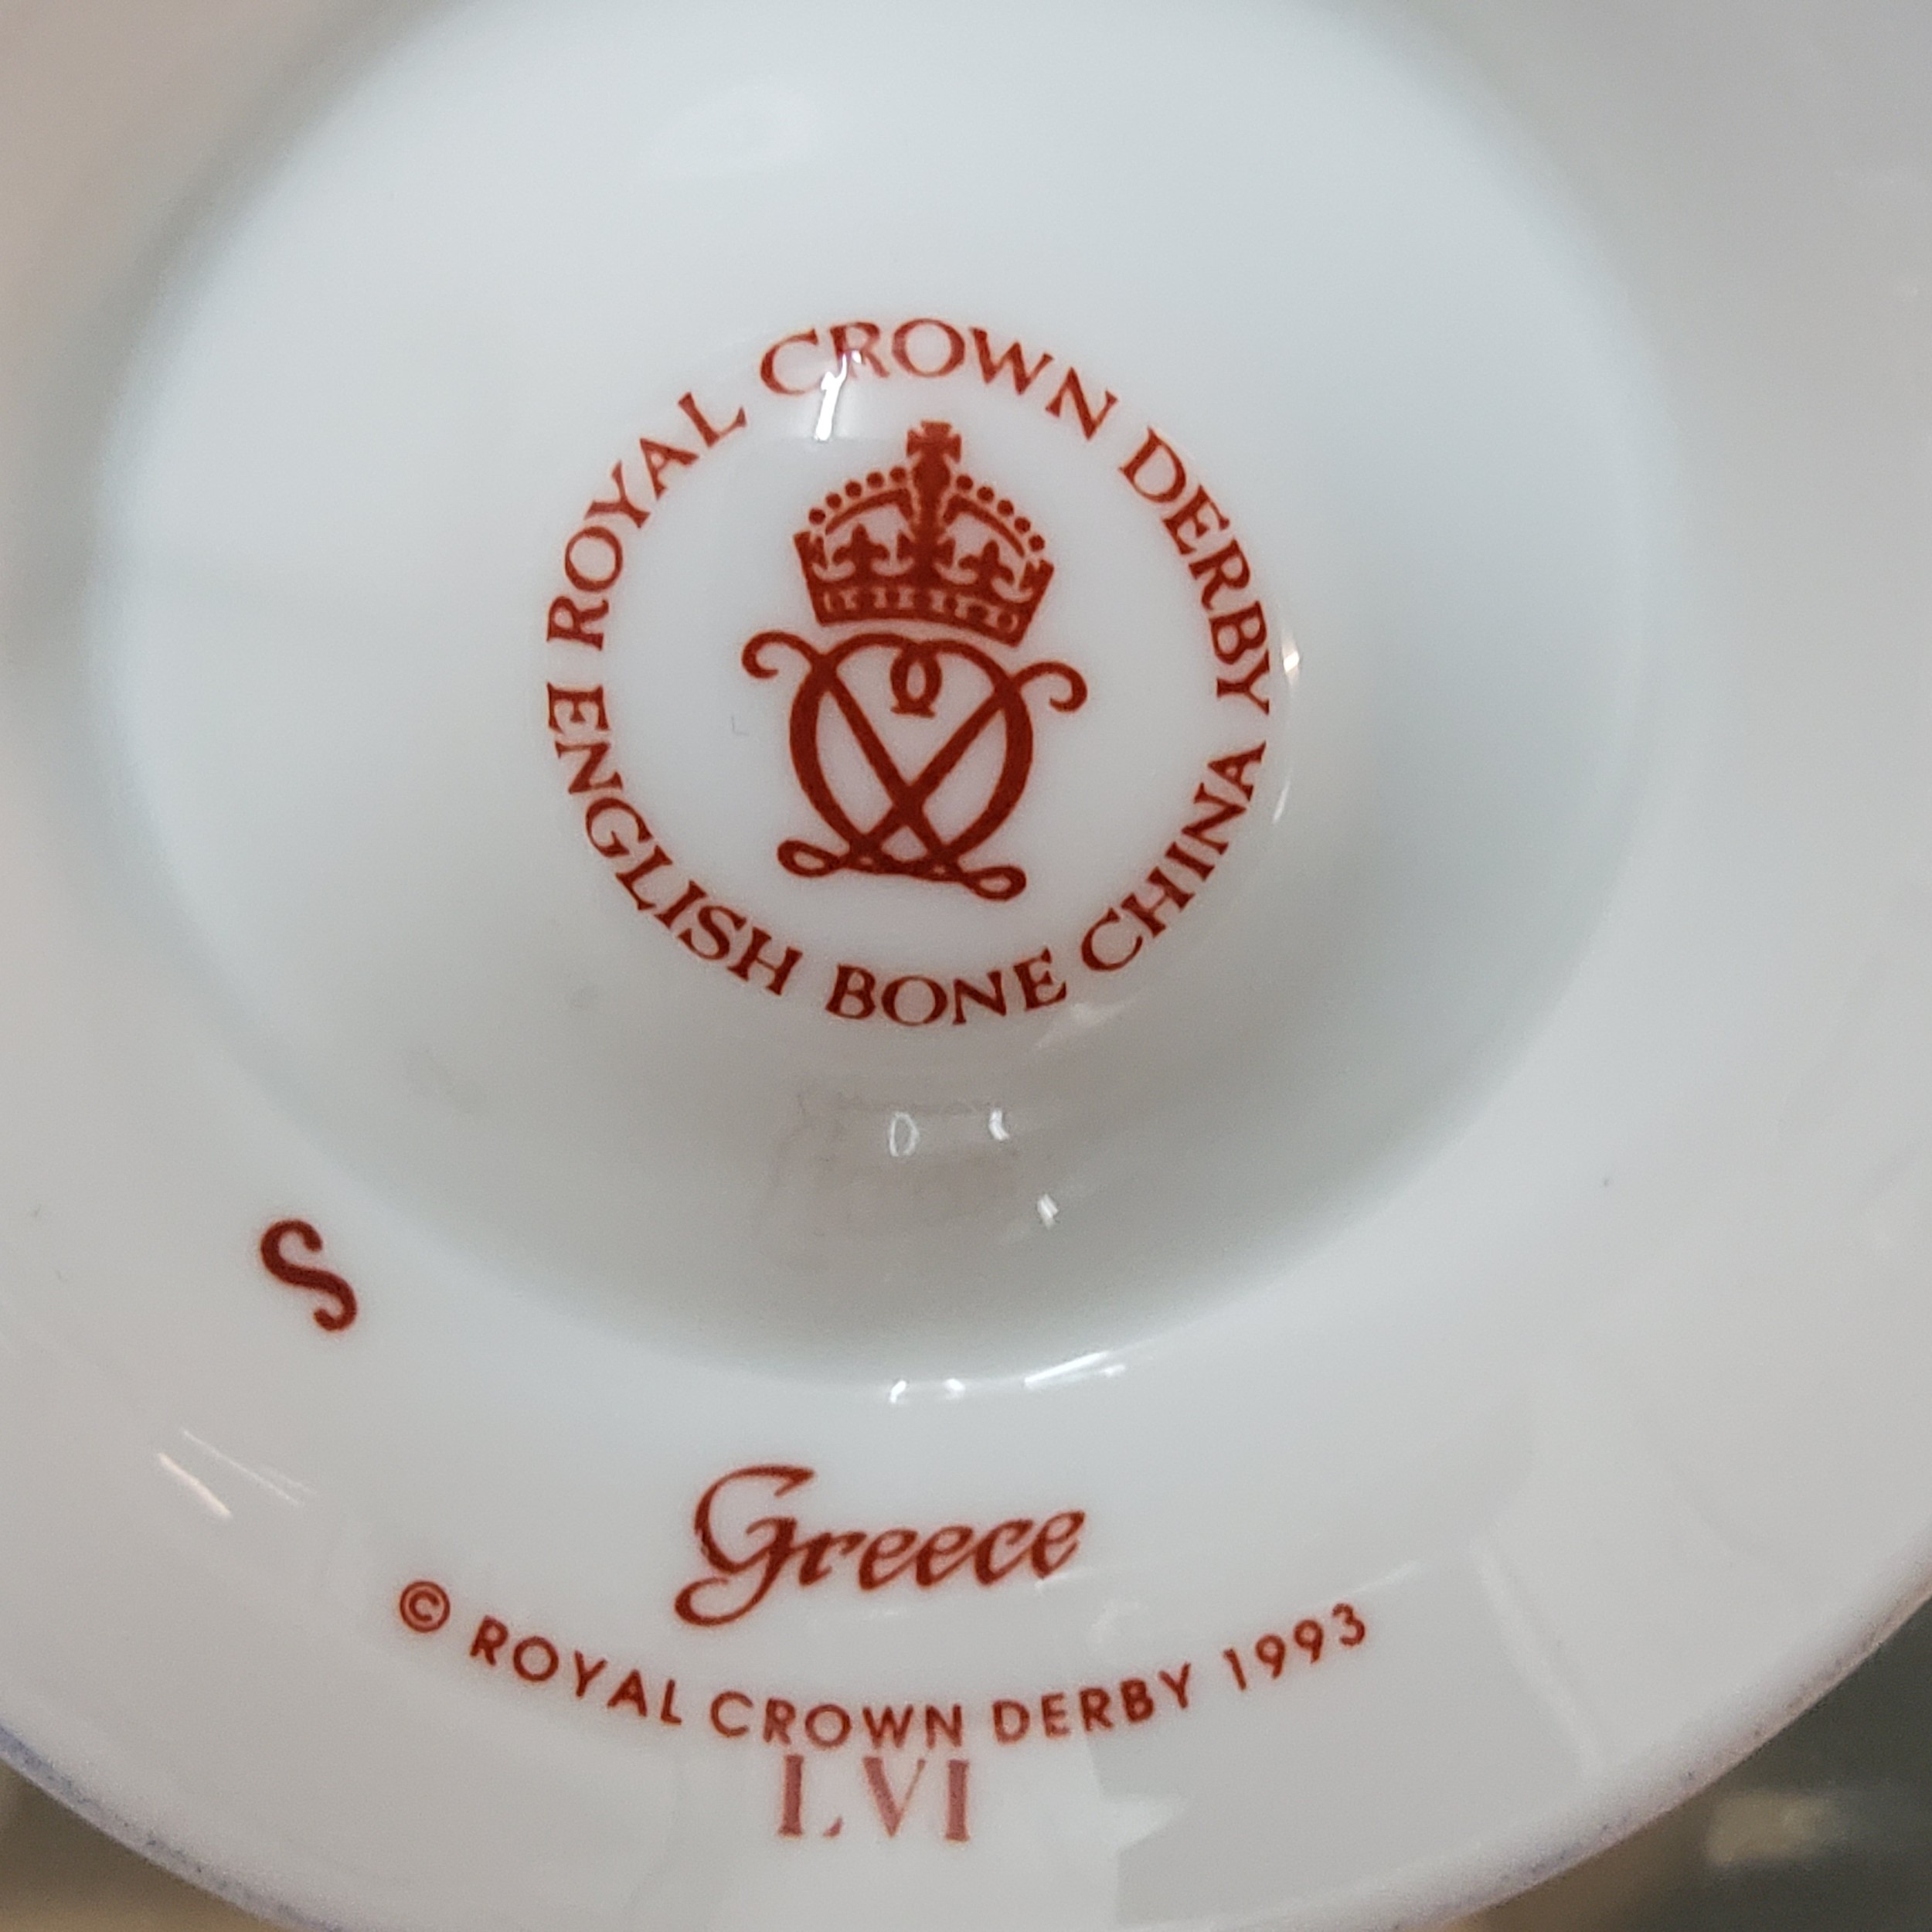 ROYAL CROWN DERBY
ENGLISH BONE CHINA
S
Greece
© ROYAL CROWN DERBY 1993
LVI